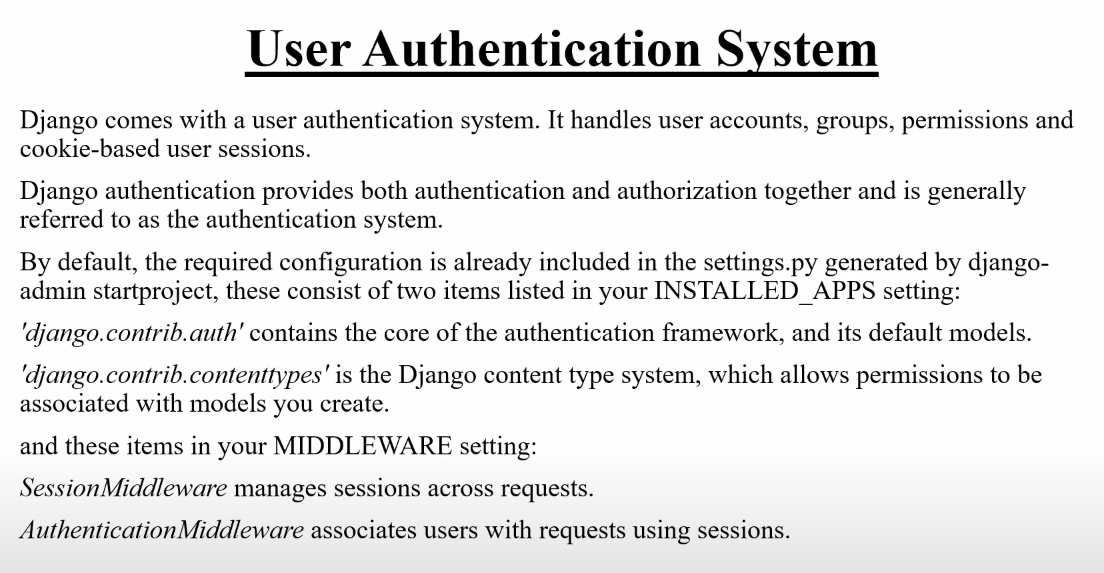 User Authentication System
Django comes with a user authentication system. It handles user accounts, groups, permissions and
cookie-based user sessions.
Django authentication provides both authentication and authorization together and is generally
referred to as the authentication system.
By default, the required configuration is already included in the settings.py generated by django-
admin startproject, these consist of two items listed in your INSTALLED_APPS setting:
'django.contrib.auth' contains the core of the authentication framework, and its default models.
'django.contrib.contenttypes' is the Django content type system, which allows permissions to be
associated with models you create.
and these items in your MIDDLEWARE setting:
SessionMiddleware manages sessions across requests.
AuthenticationMiddleware associates users with requests using sessions.